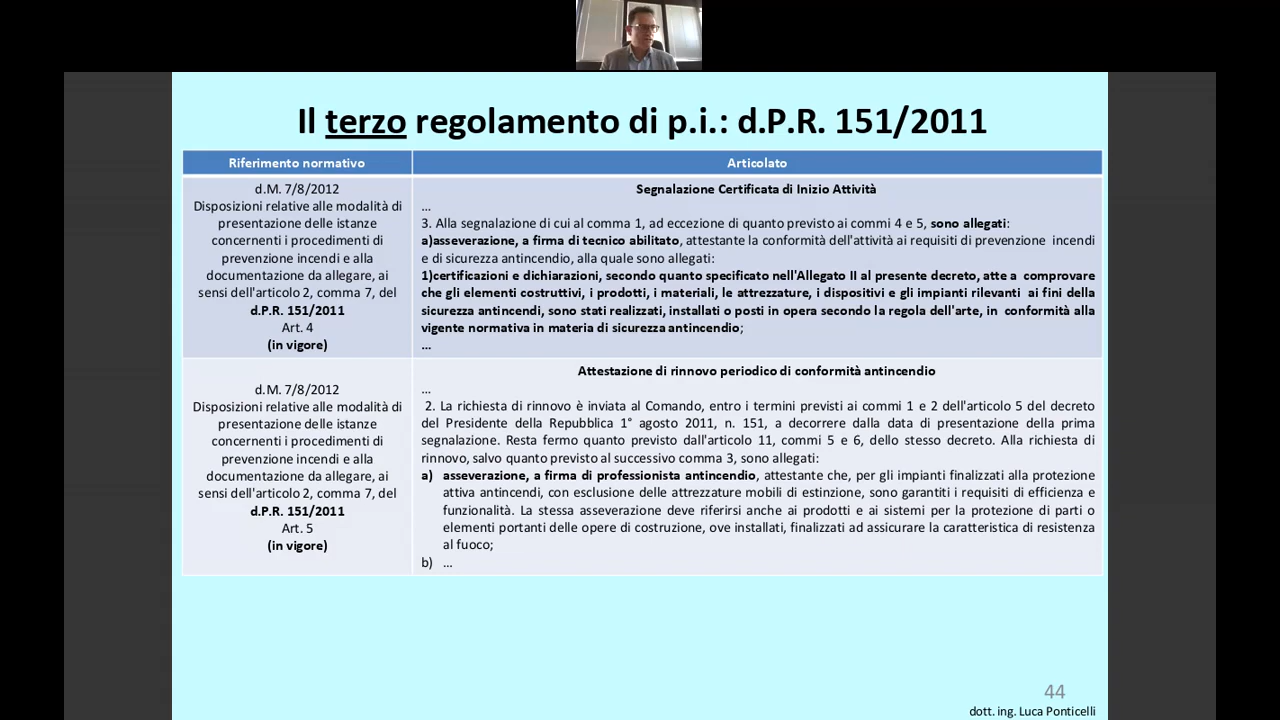 Il terzo regolamento di p.i.: d.P.R. 151/2011
Riferimento normativo
Articolato
d.M. 7/8/2012
Disposizioni relative alle modalità di
presentazione delle istanze
concernenti i procedimenti di
prevenzione incendi e alla
documentazione da allegare, ai
sensi dell'articolo 2, comma 7, del
d.P.R. 151/2011
Art. 4
(in vigore)
Segnalazione Certificata di Inizio Attività
...
3. Alla segnalazione di cui al comma 1, ad eccezione di quanto previsto ai commi 4 e 5, sono allegati:
a)asseverazione, a firma di tecnico abilitato, attestante la conformità dell'attività ai requisiti di prevenzione incendi
e di sicurezza antincendio, alla quale sono allegati:
1)certificazioni e dichiarazioni, secondo quanto specificato nell'Allegato II al presente decreto, atte a comprovare
che gli elementi costruttivi, i prodotti, i materiali, le attrezzature, i dispositivi e gli impianti rilevanti ai fini della
sicurezza antincendi, sono stati realizzati, installati o posti in opera secondo la regola dell'arte, in conformità alla
vigente normativa in materia di sicurezza antincendio;
...
d.M. 7/8/2012
Disposizioni relative alle modalità di
presentazione delle istanze
concernenti i procedimenti di
prevenzione incendi e alla
documentazione da allegare, ai
sensi dell'articolo 2, comma 7, del
d.P.R. 151/2011
Art. 5
(in vigore)
Attestazione di rinnovo periodico di conformità antincendio
...
2. La richiesta di rinnovo è inviata al Comando, entro i termini previsti ai commi 1 e 2 dell'articolo 5 del decreto
del Presidente della Repubblica 1° agosto 2011, n. 151, a decorrere dalla data di presentazione della prima
segnalazione. Resta fermo quanto previsto dall'articolo 11, commi 5 e 6, dello stesso decreto. Alla richiesta di
rinnovo, salvo quanto previsto al successivo comma 3, sono allegati:
a) asseverazione, a firma di professionista antincendio, attestante che, per gli impianti finalizzati alla protezione
attiva antincendi, con esclusione delle attrezzature mobili di estinzione, sono garantiti i requisiti di efficienza e
funzionalità. La stessa asseverazione deve riferirsi anche ai prodotti e ai sistemi per la protezione di parti o
elementi portanti delle opere di costruzione, ove installati, finalizzati ad assicurare la caratteristica di resistenza
al fuoco;
b) ...
44
dott. ing. Luca Ponticelli